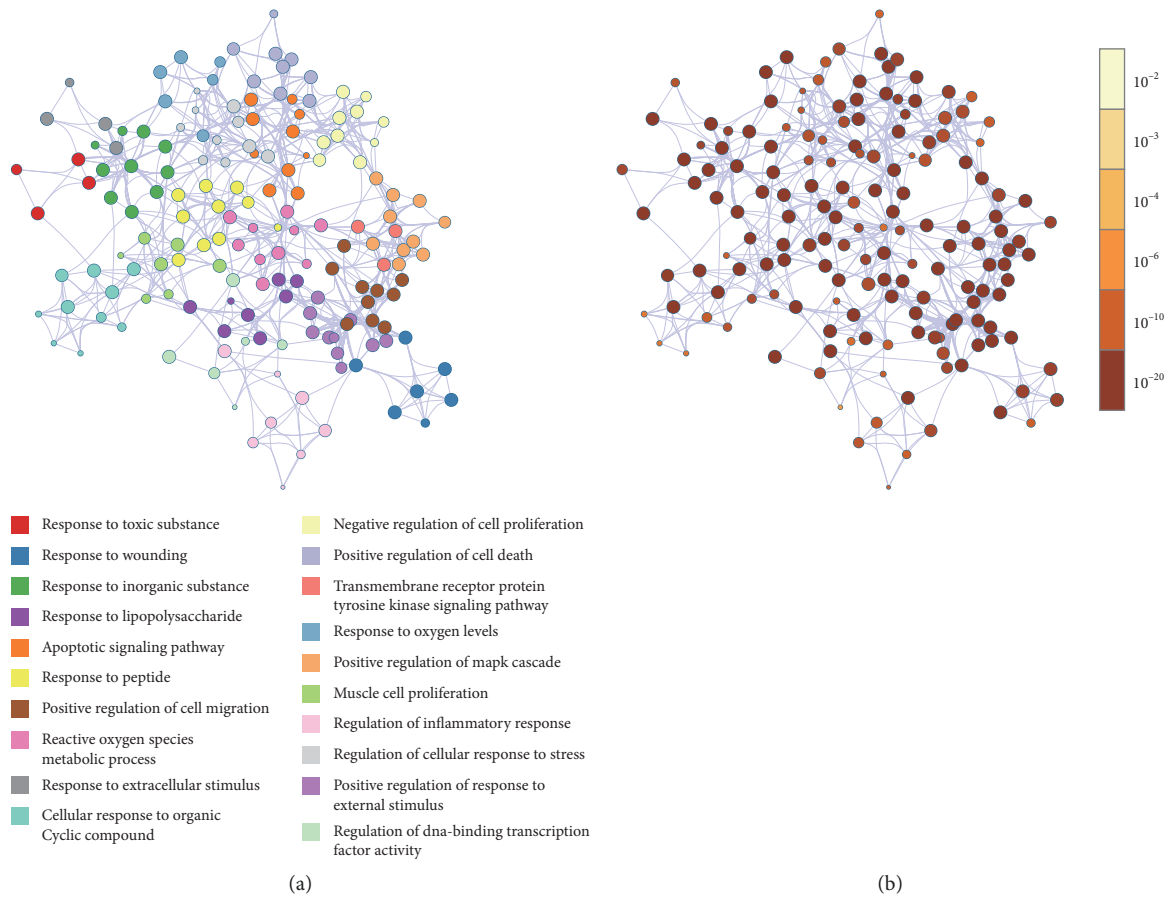 10⁻²
10⁻³
10⁻⁴
10⁻⁶
10⁻¹⁰
10⁻²⁰
Response to toxic substance
Response to wounding
Response to inorganic substance
Response to lipopolysaccharide
Apoptotic signaling pathway
Response to peptide
Positive regulation of cell migration
Reactive oxygen species
metabolic process
Response to extracellular stimulus
Cellular response to organic
Cyclic compound
Negative regulation of cell proliferation
Positive regulation of cell death
Transmembrane receptor protein
tyrosine kinase signaling pathway
Response to oxygen levels
Positive regulation of mapk cascade
Muscle cell proliferation
Regulation of inflammatory response
Regulation of cellular response to stress
Positive regulation of response to
external stimulus
Regulation of dna-binding transcription
factor activity
(a)
(b)